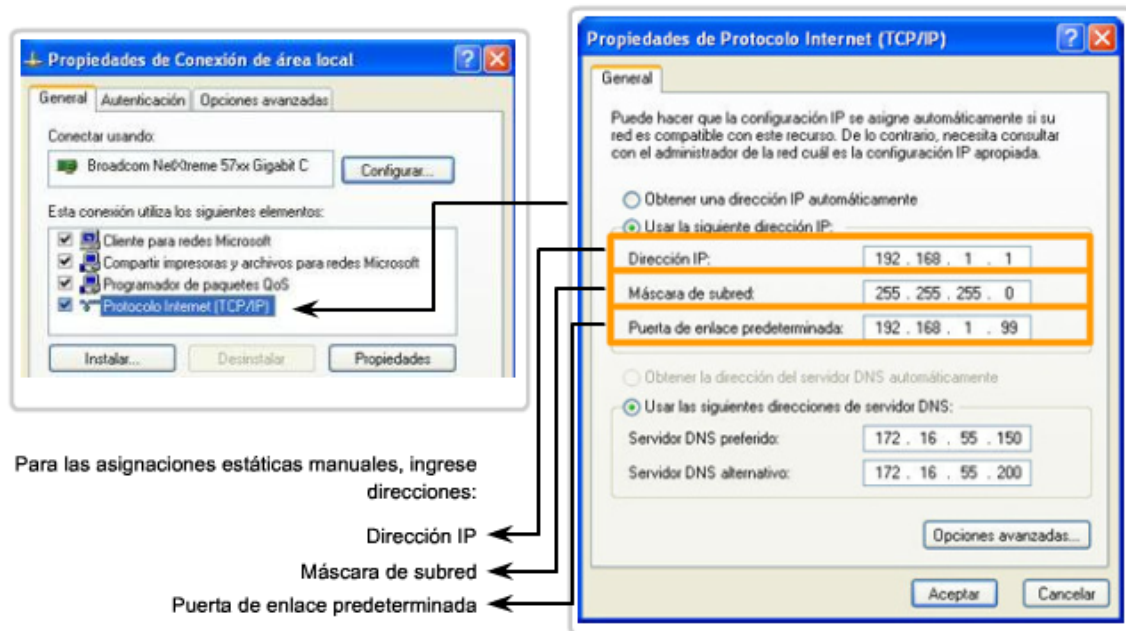 Propiedades de Conexión de área local
General Autenticación Opciones avanzadas
Conectar usando:
Broadcom NetXtreme 57xx Gigabit C
Configurar...
Esta conexión utiliza los siguientes elementos:
Cliente para redes Microsoft
Compartir impresoras y archivos para redes Microsoft
Programador de paquetes QoS
Protocolo Internet (TCP/IP)
Instalar... Desinstalar Propiedades
Para las asignaciones estáticas manuales, ingrese
direcciones:
Dirección IP
Máscara de subred
Puerta de enlace predeterminada
Propiedades de Protocolo Internet (TCP/IP)
General
Puede hacer que la configuración IP se asigne automáticamente si su
red es compatible con este recurso. De lo contrario, necesita consultar
con el administrador de la red cuál es la configuración IP apropiada.
Obtener una dirección IP automáticamente
Usar la siguiente dirección IP:
Dirección IP: 192 . 168 . 1 . 1
Máscara de subred: 255 . 255 . 255 . 0
Puerta de enlace predeterminada: 192 . 168 . 1 . 99
Obtener la dirección del servidor DNS automáticamente
Usar las siguientes direcciones de servidor DNS:
Servidor DNS preferido: 172 . 16 . 55 . 150
Servidor DNS alternativo: 172 . 16 . 55 . 200
Opciones avanzadas...
Aceptar Cancelar